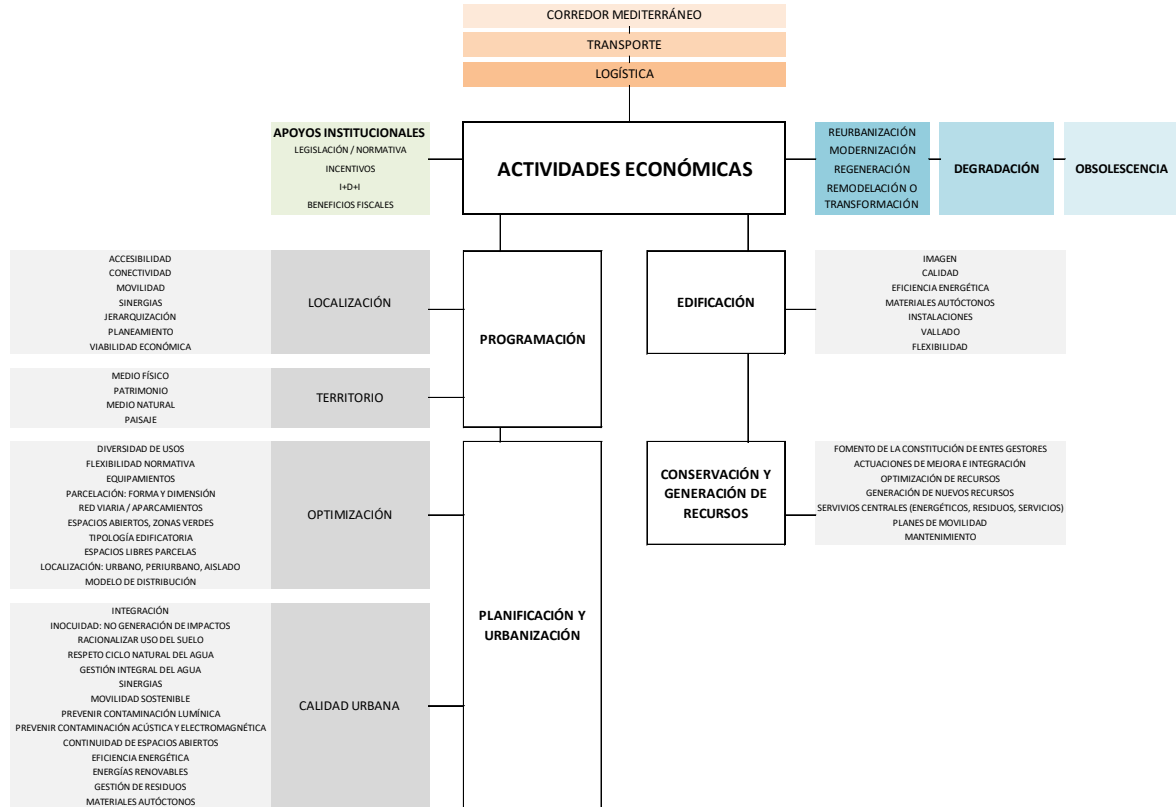 CORREDOR MEDITERRÁNEO
TRANSPORTE
LOGÍSTICA
APOYOS INSTITUCIONALES
LEGISLACIÓN / NORMATIVA
INCENTIVOS
I+D+I
BENEFICIOS FISCALES
ACTIVIDADES ECONÓMICAS
REURBANIZACIÓN
MODERNIZACIÓN
REGENERACIÓN
REMODELACIÓN O
TRANSFORMACIÓN
DEGRADACIÓN
OBSOLESCENCIA
ACCESIBILIDAD
CONECTIVIDAD
MOVILIDAD
SINERGIAS
JERARQUIZACIÓN
PLANEAMIENTO
VIABILIDAD ECONÓMICA
LOCALIZACIÓN
MEDIO FÍSICO
PATRIMONIO
MEDIO NATURAL
PAISAJE
TERRITORIO
PROGRAMACIÓN
EDIFICACIÓN
IMAGEN
CALIDAD
EFICIENCIA ENERGÉTICA
MATERIALES AUTÓCTONOS
INSTALACIONES
VALLADO
FLEXIBILIDAD
DIVERSIDAD DE USOS
FLEXIBILIDAD NORMATIVA
EQUIPAMIENTOS
PARCELACIÓN: FORMA Y DIMENSIÓN
RED VIARIA / APARCAMIENTOS
ESPACIOS ABIERTOS, ZONAS VERDES
TIPOLOGÍA EDIFICATORIA
ESPACIOS LIBRES PARCELAS
LOCALIZACIÓN: URBANO, PERIURBANO, AISLADO
MODELO DE DISTRIBUCIÓN
OPTIMIZACIÓN
INTEGRACIÓN
INOCUIDAD: NO GENERACIÓN DE IMPACTOS
RACIONALIZAR USO DEL SUELO
RESPETO CICLO NATURAL DEL AGUA
GESTIÓN INTEGRAL DEL AGUA
SINERGIAS
MOVILIDAD SOSTENIBLE
PREVENIR CONTAMINACIÓN LUMÍNICA
PREVENIR CONTAMINACIÓN ACÚSTICA Y ELECTROMAGNÉTICA
CONTINUIDAD DE ESPACIOS ABIERTOS
EFICIENCIA ENERGÉTICA
ENERGÍAS RENOVABLES
GESTIÓN DE RESIDUOS
MATERIALES AUTÓCTONOS
CALIDAD URBANA
PLANIFICACIÓN Y
URBANIZACIÓN
CONSERVACIÓN Y
GENERACIÓN DE
RECURSOS
FOMENTO DE LA CONSTITUCIÓN DE ENTES GESTORES
ACTUACIONES DE MEJORA E INTEGRACIÓN
OPTIMIZACIÓN DE RECURSOS
GENERACIÓN DE NUEVOS RECURSOS
SERVIVIOS CENTRALES (ENERGÉTICOS, RESIDUOS, SERVICIOS)
PLANES DE MOVILIDAD
MANTENIMIENTO